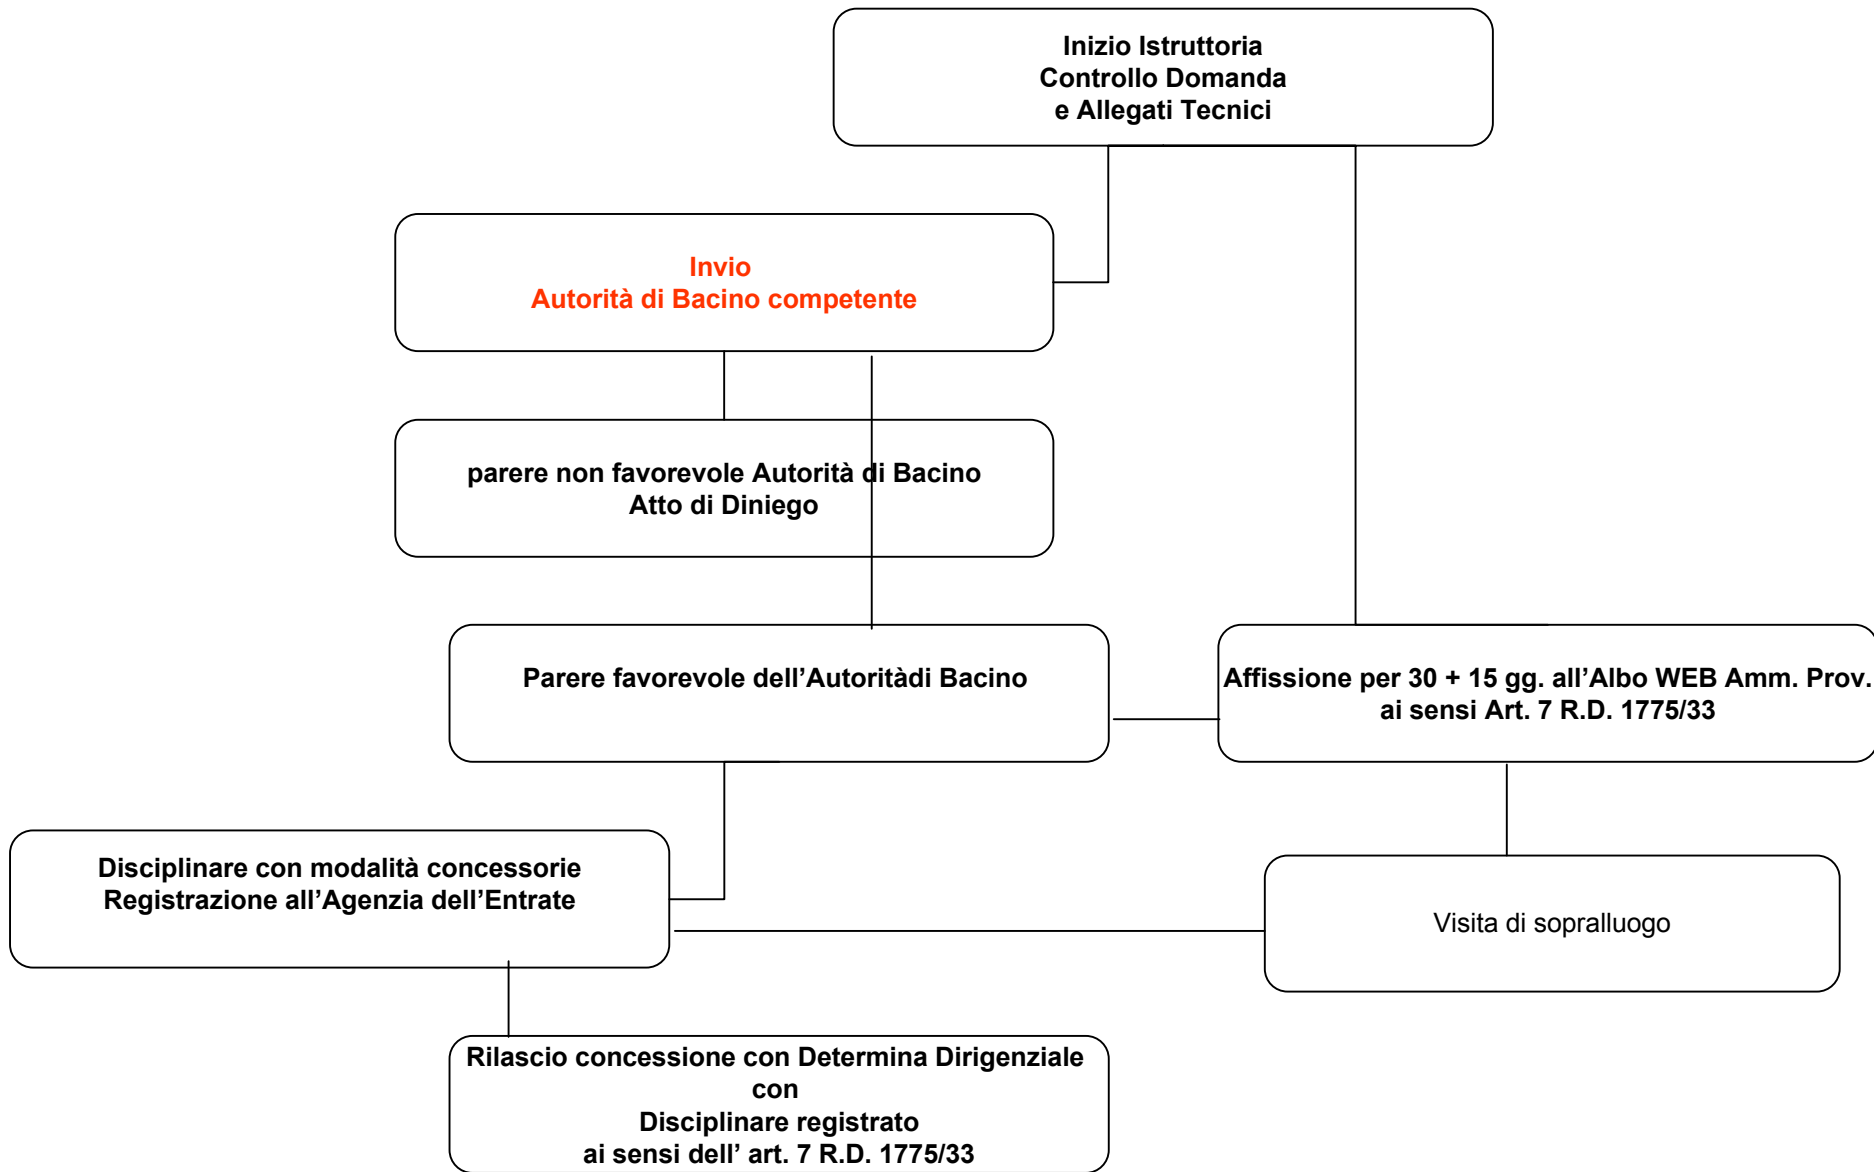 Inizio Istruttoria
Controllo Domanda
e Allegati Tecnici
Invio
Autorità di Bacino competente
parere non favorevole Autorità di Bacino
Atto di Diniego
Parere favorevole dell’Autoritàdi Bacino
Affissione per 30 + 15 gg. all’Albo WEB Amm. Prov.
ai sensi Art. 7 R.D. 1775/33
Disciplinare con modalità concessorie
Registrazione all’Agenzia dell’Entrate
Visita di sopralluogo
Rilascio concessione con Determina Dirigenziale
con
Disciplinare registrato
ai sensi dell’ art. 7 R.D. 1775/33